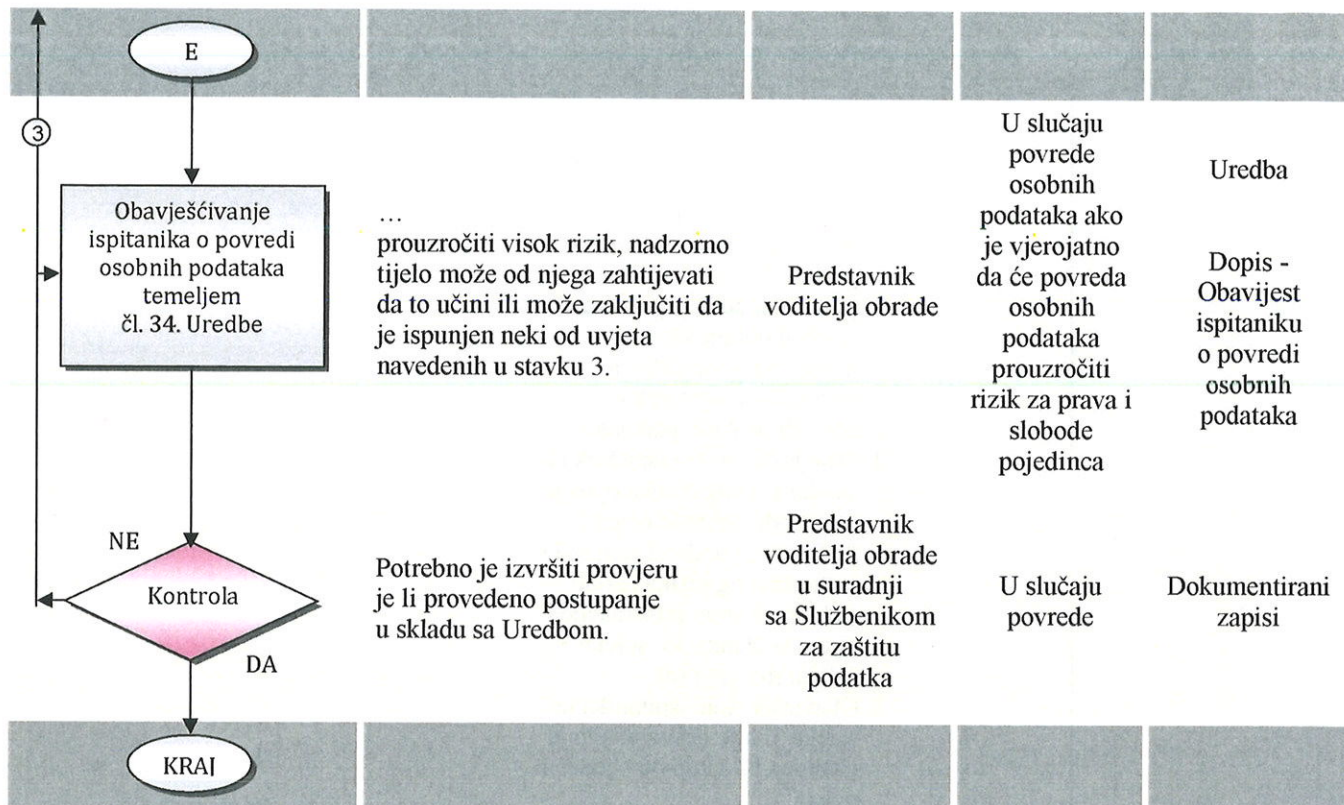 E
3
Obavješćivanje
ispitanika o povredi
osobnih podataka
temeljem
čl. 34. Uredbe
…
prouzročiti visok rizik, nadzorno
tijelo može od njega zahtijevati
da to učini ili može zaključiti da
je ispunjen neki od uvjeta
navedenih u stavku 3.
Predstavnik
voditelja obrade
U slučaju
povrede
osobnih
podataka ako
je vjerojatno
da će povreda
osobnih
podataka
prouzročiti
rizik za prava i
slobode
pojedinca
Uredba
Dopis -
Obavijest
ispitaniku
o povredi
osobnih
podataka
NE
Kontrola
DA
Potrebno je izvršiti provjeru
je li provedeno postupanje
u skladu sa Uredbom.
Predstavnik
voditelja obrade
u suradnji
sa Službenikom
za zaštitu
podatka
U slučaju
povrede
Dokumentirani
zapisi
KRAJ